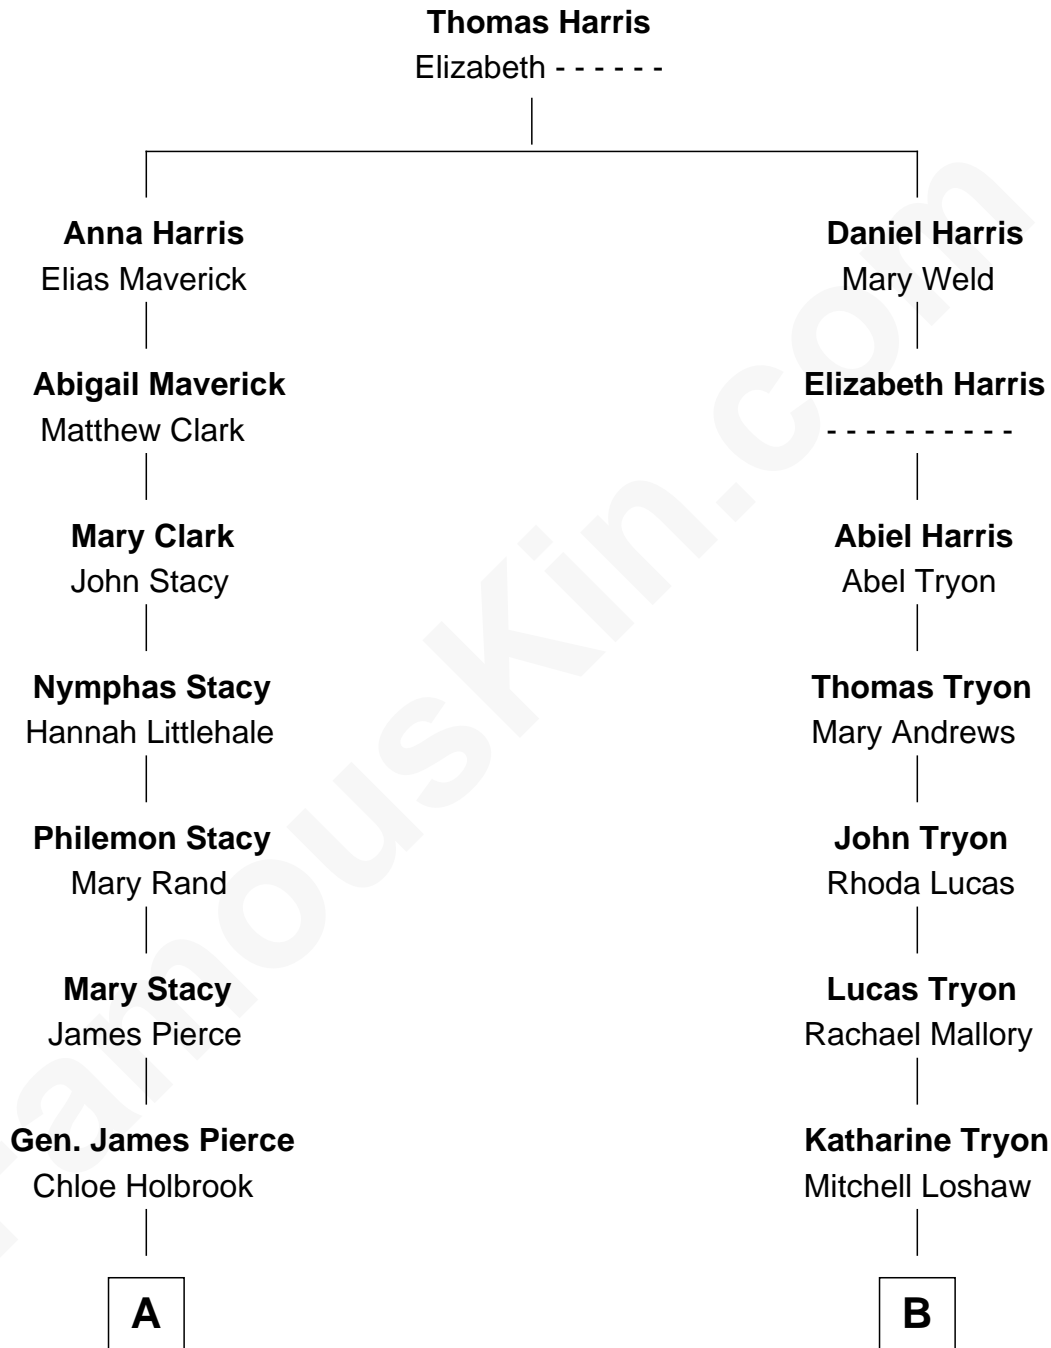 Thomas Harris
Elizabeth - - - - - -
Anna Harris
Elias Maverick
Daniel Harris
Mary Weld
Abigail Maverick
Matthew Clark
Elizabeth Harris
- - - - - - - - - -
Mary Clark
John Stacy
Abiel Harris
Abel Tryon
Nymphas Stacy
Hannah Littlehale
Thomas Tryon
Mary Andrews
Philemon Stacy
Mary Rand
John Tryon
Rhoda Lucas
Mary Stacy
James Pierce
Lucas Tryon
Rachael Mallory
Gen. James Pierce
Chloe Holbrook
Katharine Tryon
Mitchell Loshaw
A
B
FamousKin.com